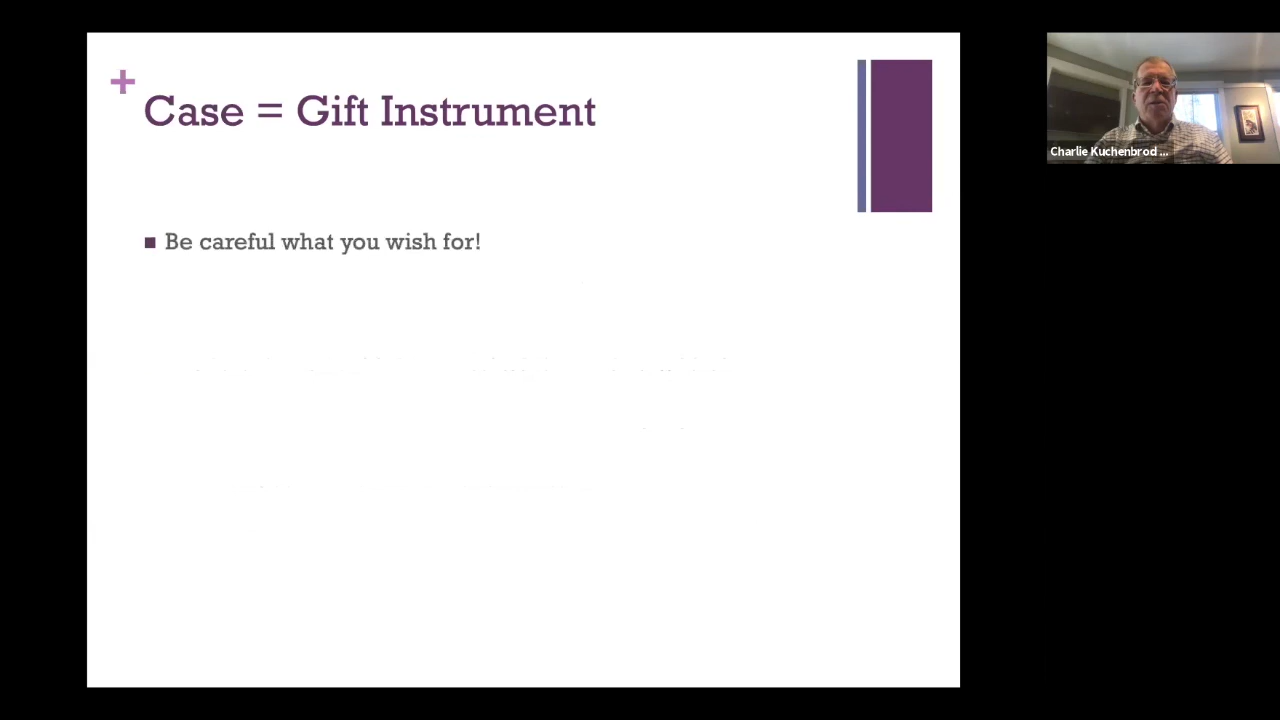 +
Case = Gift Instrument
Be careful what you wish for!
Charlie Kuchenbrod ...